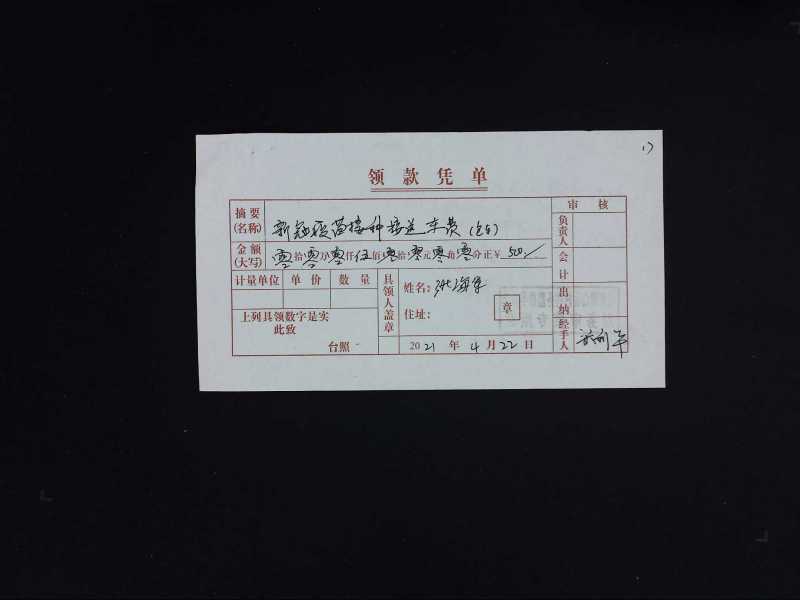 1)
领款凭单
摘要(名称) 新冠疫苗接种接送车费
审核
负责人
金额(大写) 零拾零万零仟伍佰零拾零元零角零分正¥500/
会计
计量单位 单价 数量
具领人盖章
姓名:
住址:
章
出纳
上列具领数字是实
此致
台照
经手人
2021年4月22日